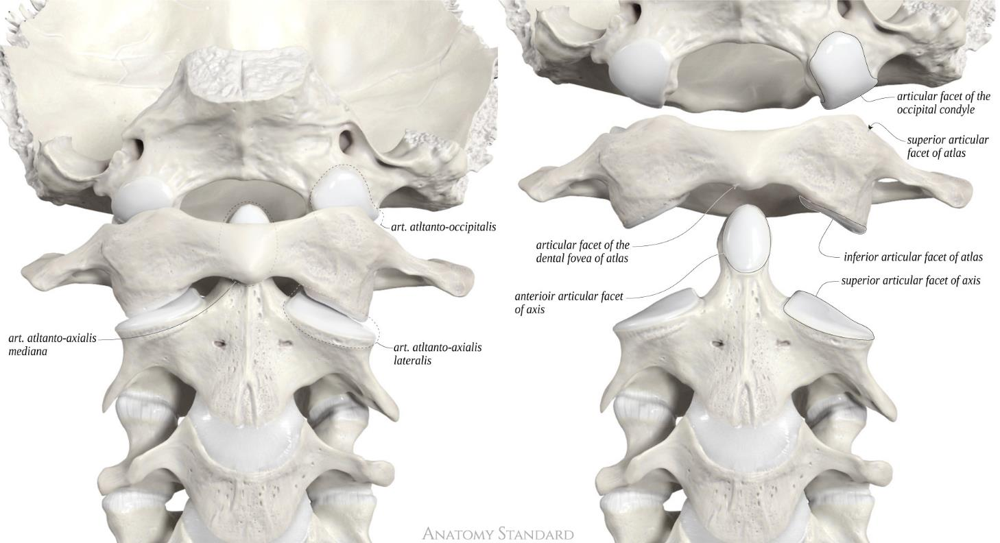 art. atltanto-occipitalis
art. atltanto-axialis
mediana
art. atltanto-axialis
lateralis
articular facet of the
occipital condyle
superior articular
facet of atlas
articular facet of the
dental fovea of atlas
inferior articular facet of atlas
superior articular facet of axis
anterioir articular facet
of axis
Anatomy Standard